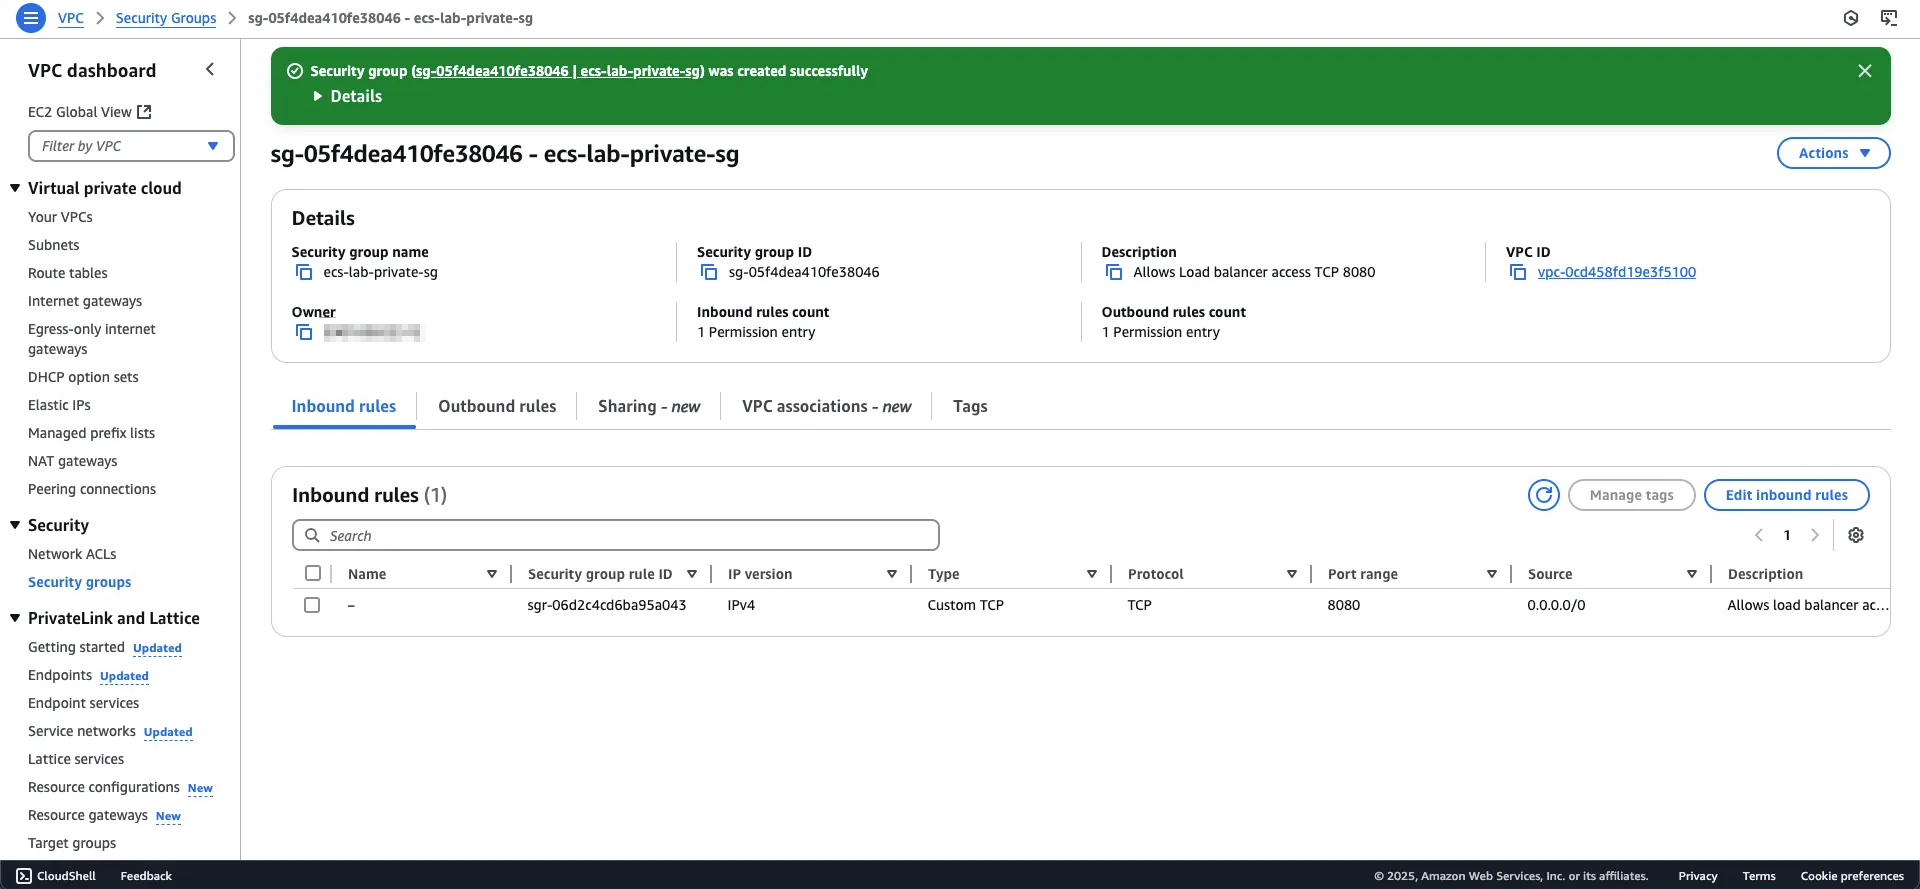 VPC > Security Groups > sg-05f4dea410fe38046 - ecs-lab-private-sg
VPC dashboard
EC2 Global View
Filter by VPC
Virtual private cloud
Your VPCs
Subnets
Route tables
Internet gateways
Egress-only internet
gateways
DHCP option sets
Elastic IPs
Managed prefix lists
NAT gateways
Peering connections
Security
Network ACLs
Security groups
PrivateLink and Lattice
Getting started Updated
Endpoints Updated
Endpoint services
Service networks Updated
Lattice services
Resource configurations New
Resource gateways New
Target groups
Security group (sg-05f4dea410fe38046 | ecs-lab-private-sg) was created successfully
Details
sg-05f4dea410fe38046 - ecs-lab-private-sg
Actions
Details
Security group name
ecs-lab-private-sg
Security group ID
sg-05f4dea410fe38046
Description
Allows Load balancer access TCP 8080
VPC ID
vpc-0cd458fd19e3f5100
Owner
Inbound rules count
1 Permission entry
Outbound rules count
1 Permission entry
Inbound rules Outbound rules Sharing - new VPC associations - new Tags
Inbound rules (1)
Manage tags Edit inbound rules
Search
1
Name Security group rule ID IP version Type Protocol Port range Source Description
– sgr-06d2c4cd6ba95a043 IPv4 Custom TCP TCP 8080 0.0.0.0/0 Allows load balancer ac...
CloudShell Feedback © 2025, Amazon Web Services, Inc. or its affiliates. Privacy Terms Cookie preferences